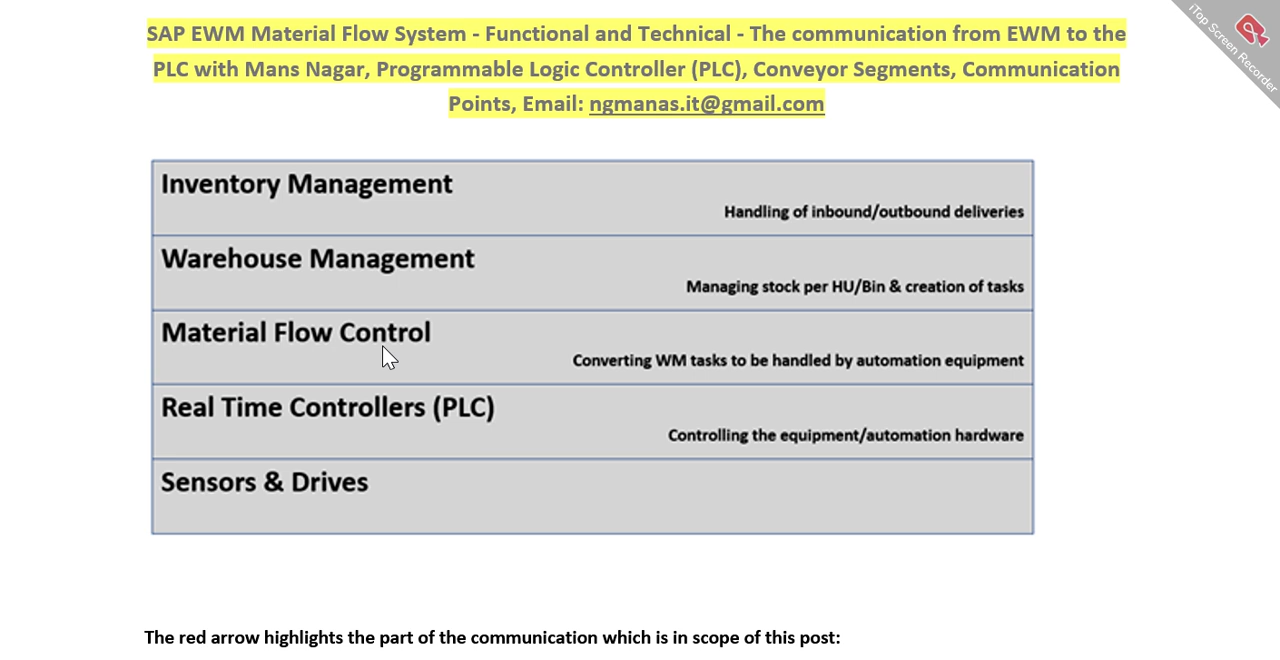 SAP EWM Material Flow System - Functional and Technical - The communication from EWM to the
PLC with Mans Nagar, Programmable Logic Controller (PLC), Conveyor Segments, Communication
Points, Email: ngmanas.it@gmail.com
iTop Screen Recorder
Inventory Management
Handling of inbound/outbound deliveries
Warehouse Management
Managing stock per HU/Bin & creation of tasks
Material Flow Control
Converting WM tasks to be handled by automation equipment
Real Time Controllers (PLC)
Controlling the equipment/automation hardware
Sensors & Drives
The red arrow highlights the part of the communication which is in scope of this post: